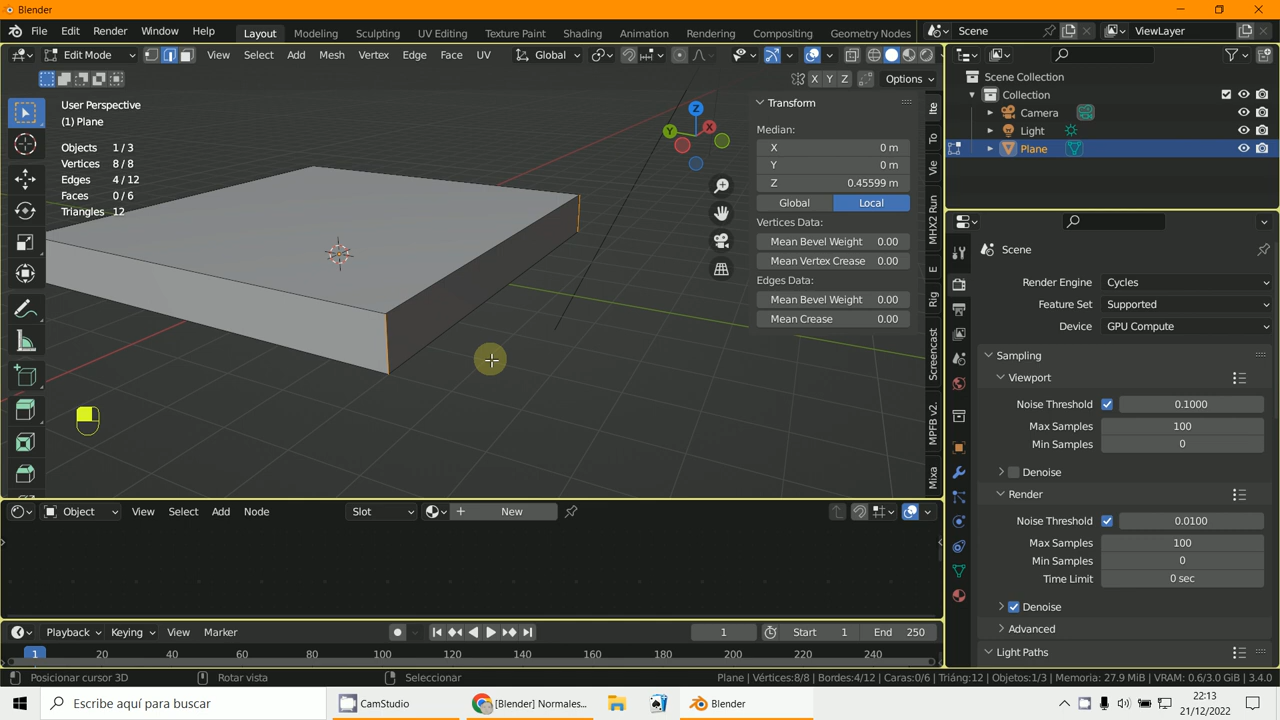 Blender
File Edit Render Window Help Layout Modeling Sculpting UV Editing Texture Paint Shading Animation Rendering Compositing Geometry Nodes Scene ViewLayer
Edit Mode View Select Add Mesh Vertex Edge Face UV Global
X Y Z Options
User Perspective
(1) Plane
Objects 1/3
Vertices 8/8
Edges 4/12
Faces 0/6
Triangles 12
Z
Y
X
Transform
Median:
X 0 m
Y 0 m
Z 0.45599 m
Global Local
Vertices Data:
Mean Bevel Weight 0.00
Mean Vertex Crease 0.00
Edges Data:
Mean Bevel Weight 0.00
Mean Crease 0.00
Ite
To
Vie
MHX2 Run
E
Rig
Screencast
MPFB v2.
Mixa
Scene Collection
Collection
Camera
Light
Plane
Scene
Render Engine Cycles
Feature Set Supported
Device GPU Compute
Sampling
Viewport
Noise Threshold 0.1000
Max Samples 100
Min Samples 0
Denoise
Render
Noise Threshold 0.0100
Max Samples 100
Min Samples 0
Time Limit 0 sec
Denoise
Advanced
Light Paths
Object View Select Add Node Slot New
Playback Keying View Marker 1 Start 1 End 250
1 20 40 60 80 100 120 140 160 180 200 220 240
Posicionar cursor 3D Rotar vista Seleccionar Plane | Vértices:8/8 | Bordes:4/12 | Caras:0/6 | Triáng:12 | Objetos:1/3 | Memoria: 27.9 MiB | VRAM: 0.6/3.0 GiB | 3.4.0
Escribe aquí para buscar CamStudio [Blender] Normales... Blender 22:13
21/12/2022